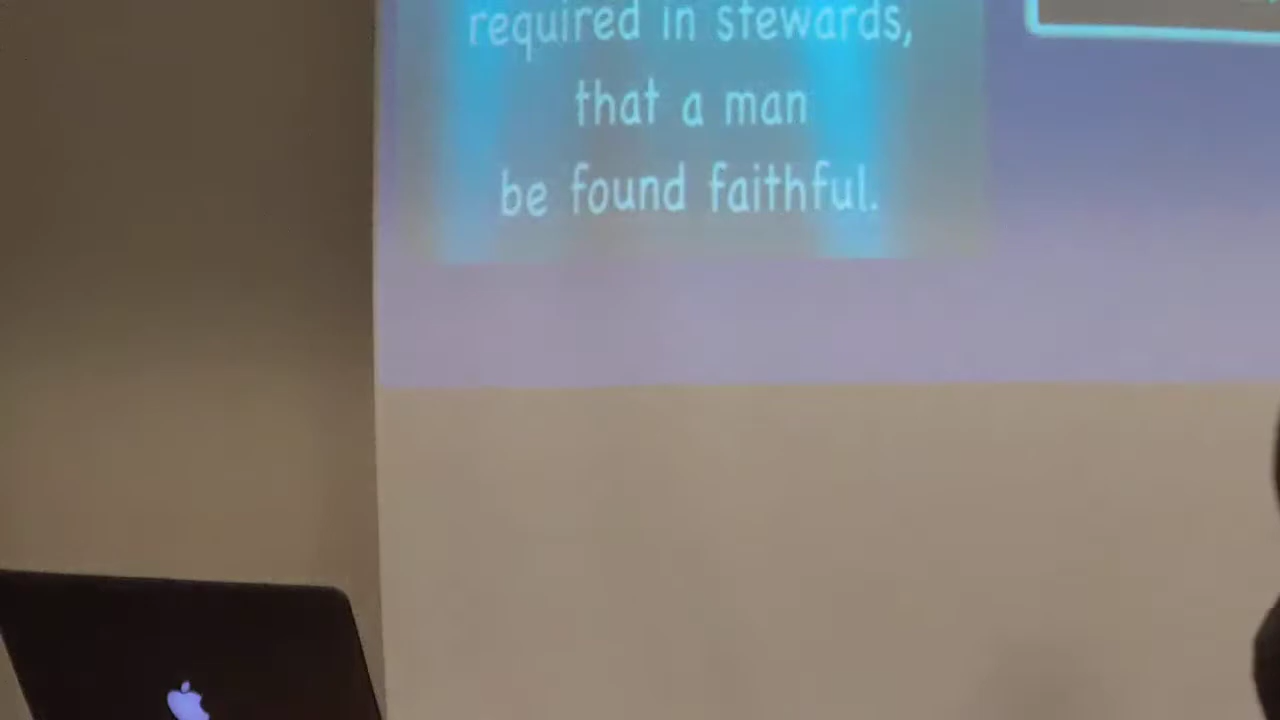 required in stewards,
that a man
be found faithful.